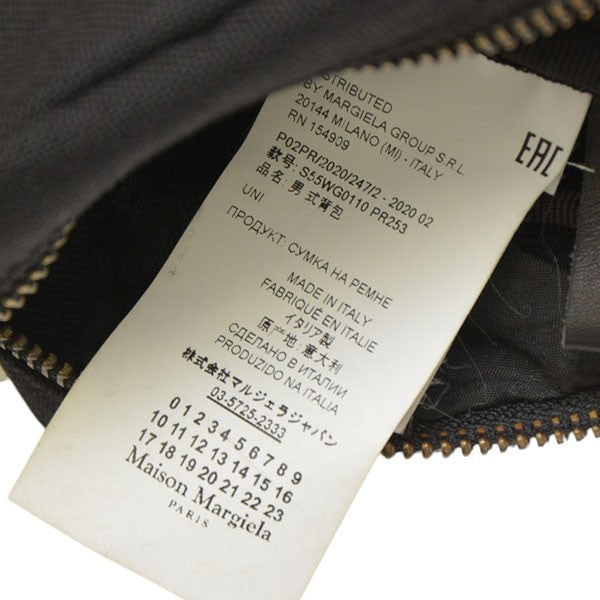 DISTRIBUTED
BY MARGIELA GROUP S.R.L
20144 MILANO (MI) - ITALY
RN 154909
EAC
P02PR/2020/247/2 - 2020 02
款号: S55WG0110 PR253
品名: 男式背包
UNI
ПРОДУКТ: СУМКА НА РЕМНЕ
MADE IN ITALY
FABRIQUÉ EN ITALIE
イタリア製
原产地: 意大利
СДЕЛАНО В ИТАЛИИ
PRODUZIDO NA ITALIA
株式会社マルジェラジャパン
03-5725-2333
0 1 2 3 4 5 6 7 8 9
10 11 12 13 14 15 16
17 18 19 20 21 22 23
Maison Margiela
PARIS